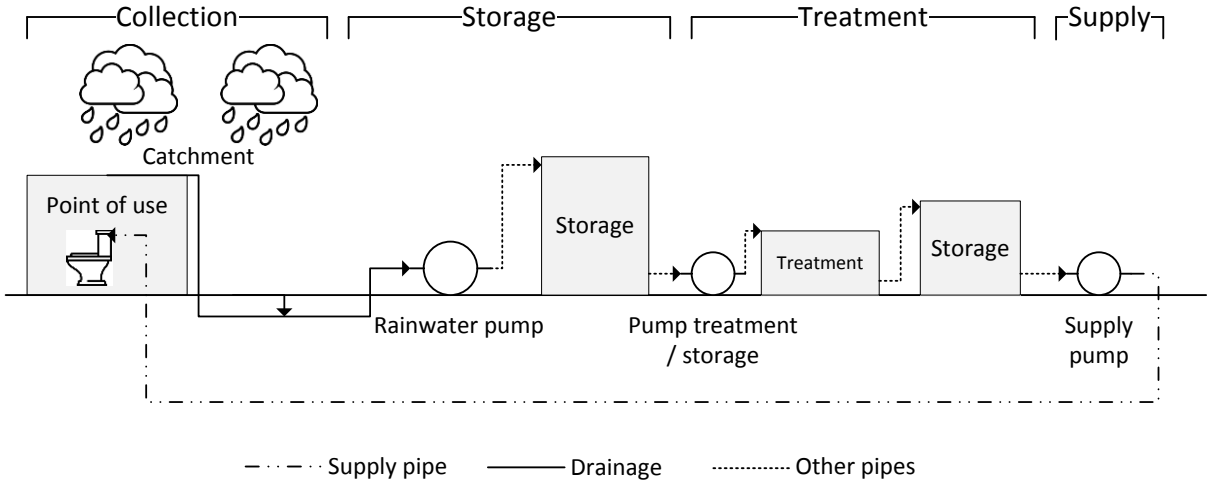 Collection
Storage
Treatment
Supply
Catchment
Point of use
Storage
Treatment
Storage
Rainwater pump
Pump treatment
/ storage
Supply
pump
Supply pipe
Drainage
Other pipes